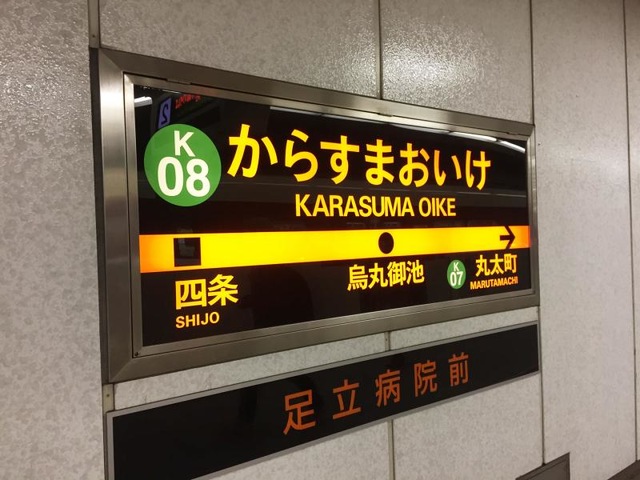 K
08
からすまおいけ
KARASUMA OIKE
烏丸御池
四条
SHIJO
K
07
丸太町
MARUTAMACHI
足立病院前